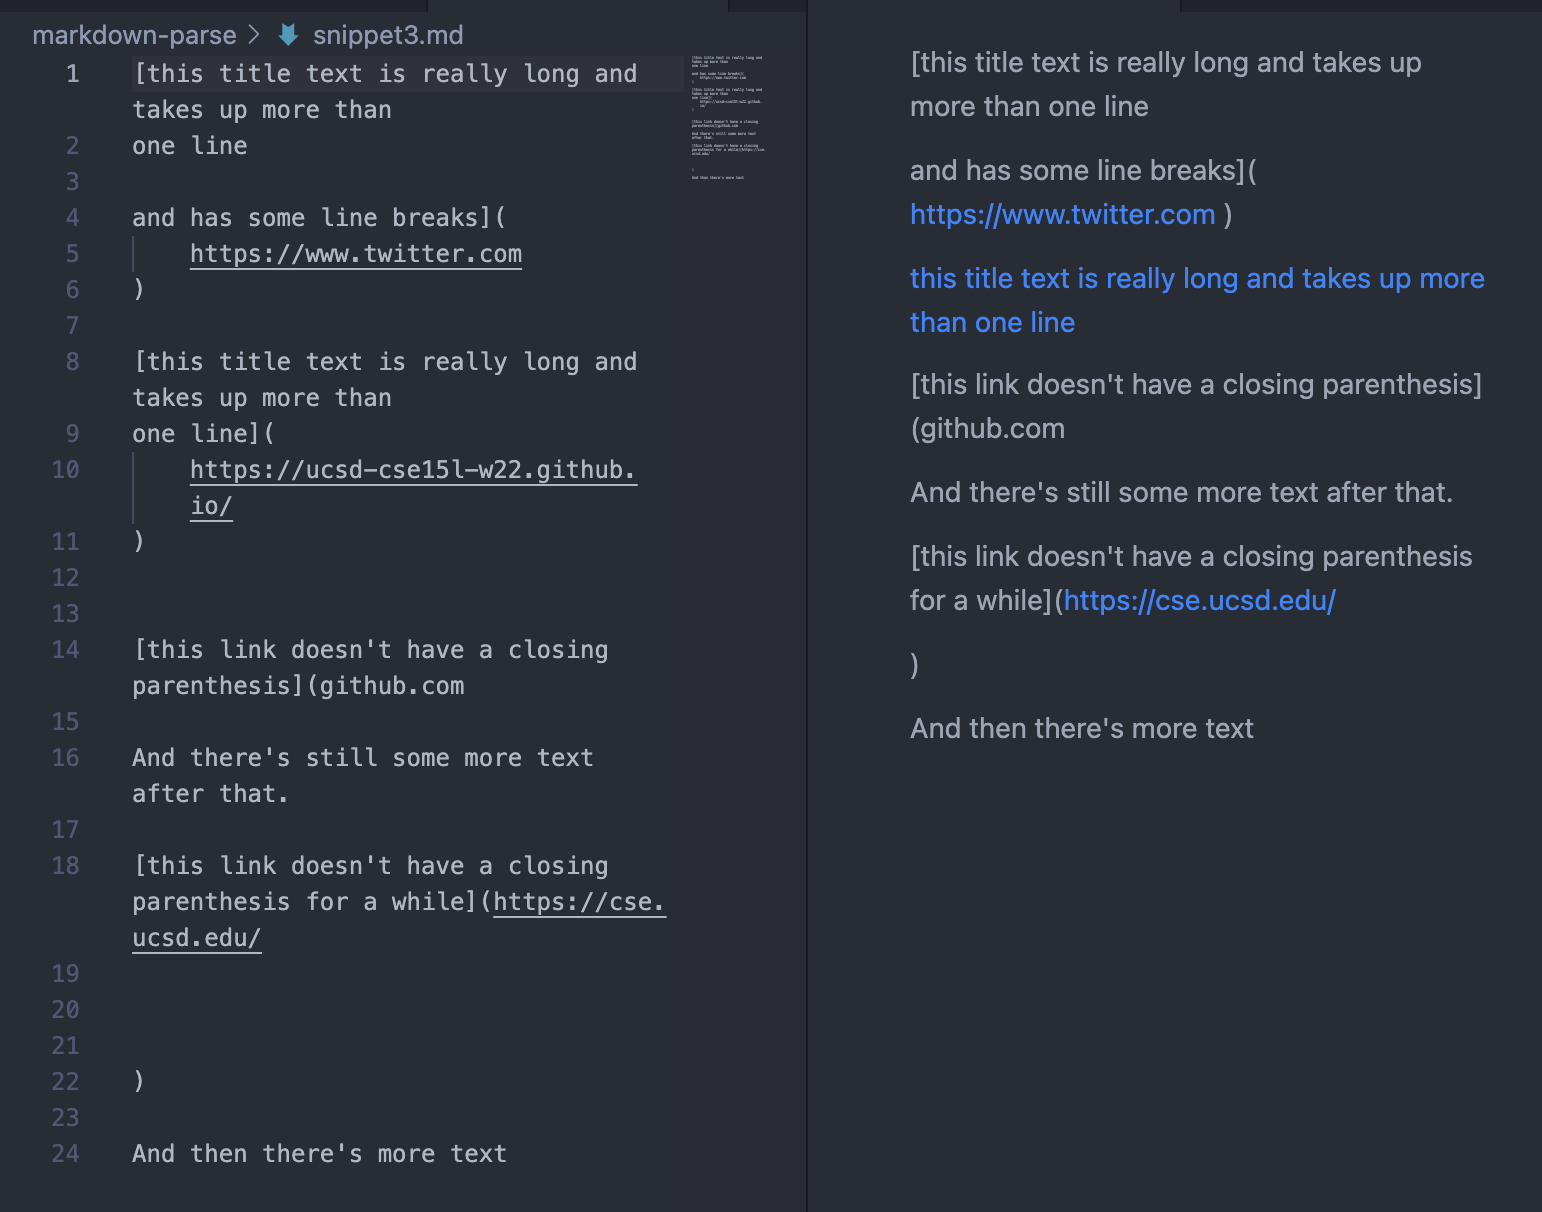 markdown-parse > snippet3.md
1 [this title text is really long and
takes up more than
2 one line
3
4 and has some line breaks](
5 https://www.twitter.com
6 )
7
8 [this title text is really long and
takes up more than
9 one line](
10 https://ucsd-cse15l-w22.github.
io/
11 )
12
13
14 [this link doesn't have a closing
parenthesis](github.com
15
16 And there's still some more text
after that.
17
18 [this link doesn't have a closing
parenthesis for a while](https://cse.
ucsd.edu/
19
20
21
22 )
23
24 And then there's more text
[this title text is really long and takes up
more than one line
and has some line breaks](
https://www.twitter.com )
this title text is really long and takes up more
than one line
[this link doesn't have a closing parenthesis]
(github.com
And there's still some more text after that.
[this link doesn't have a closing parenthesis
for a while](https://cse.ucsd.edu/
)
And then there's more text